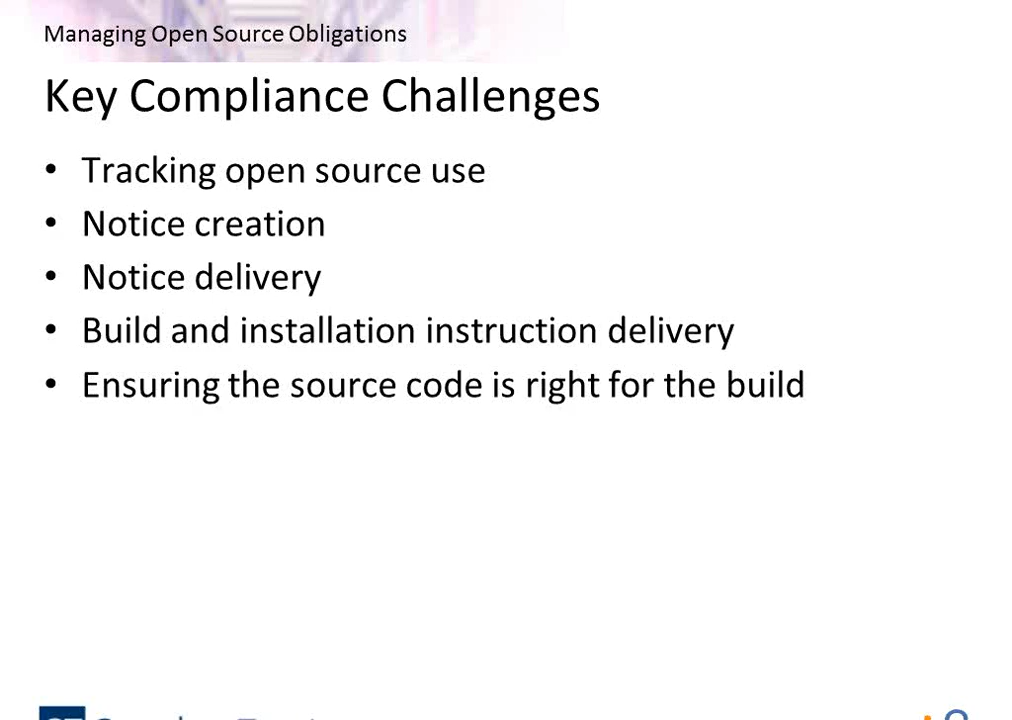 Managing Open Source Obligations
Key Compliance Challenges
• Tracking open source use
• Notice creation
• Notice delivery
• Build and installation instruction delivery
• Ensuring the source code is right for the build